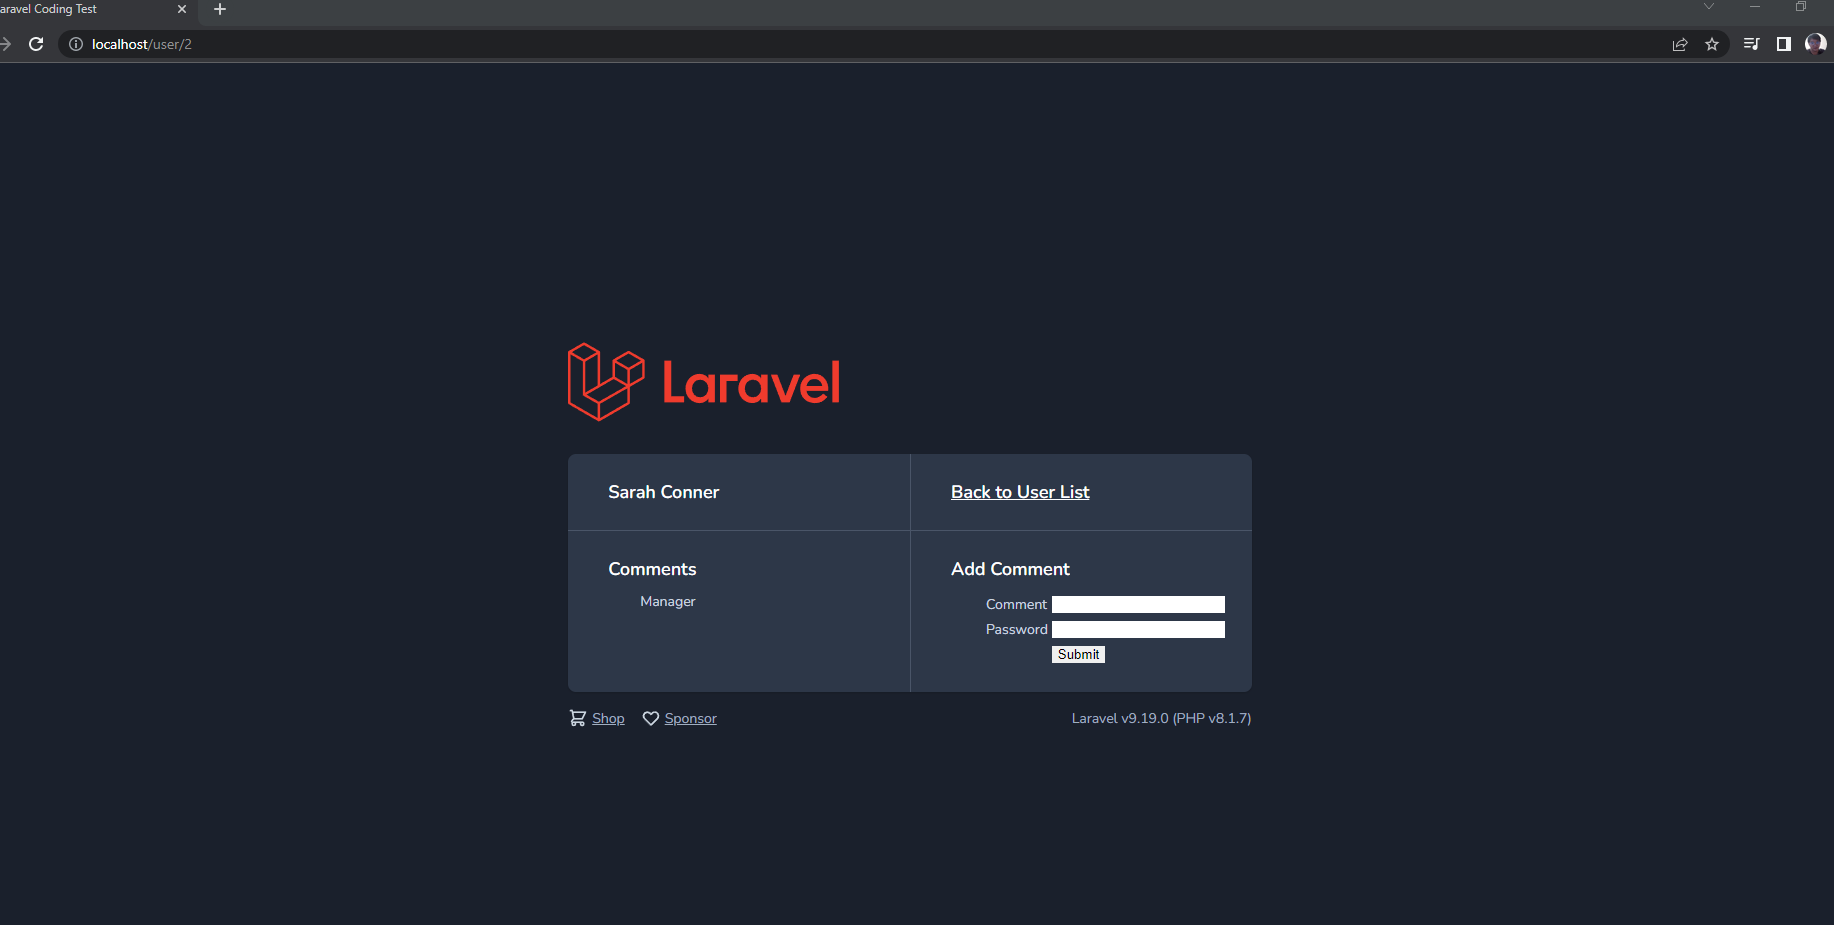 aravel Coding Test
localhost/user/2
Laravel
Sarah Conner
Back to User List
Comments
Manager
Add Comment
Comment
Password
Submit
Shop
Sponsor
Laravel v9.19.0 (PHP v8.1.7)